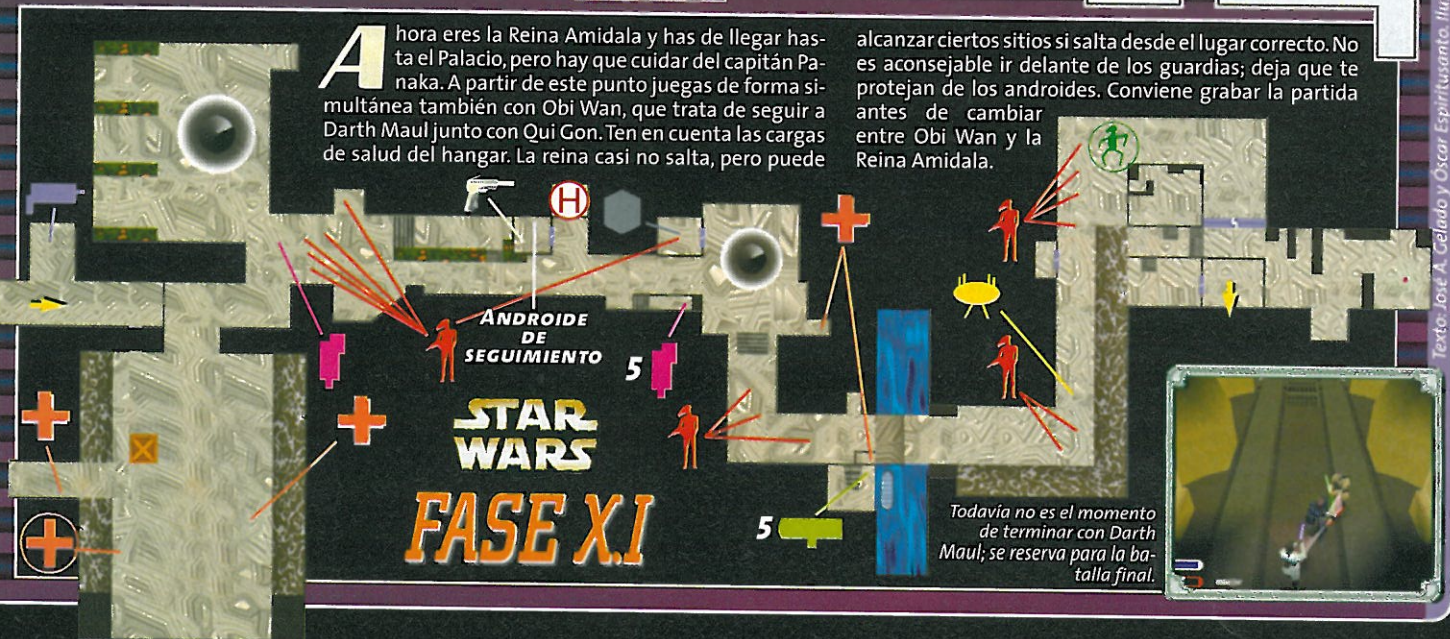 Ahora eres la Reina Amidala y has de llegar has-
ta el Palacio, pero hay que cuidar del capitán Pa-
naka. A partir de este punto juegas de forma si-
multánea también con Obi Wan, que trata de seguir a
Darth Maul junto con Qui Gon. Ten en cuenta las cargas
de salud del hangar. La reina casi no salta, pero puede
alcanzar ciertos sitios si salta desde el lugar correcto. No
es aconsejable ir delante de los guardias; deja que te
protejan de los androides. Conviene grabar la partida
antes de cambiar
entre Obi Wan y la
Reina Amidala.
H
ANDROIDE
DE
SEGUIMIENTO
5
STAR
WARS
FASE X.I
5
Todavía no es el momento
de terminar con Darth
Maul; se reserva para la ba-
talla final.
Texto: José A. Celado y Óscar Espiritusanto.